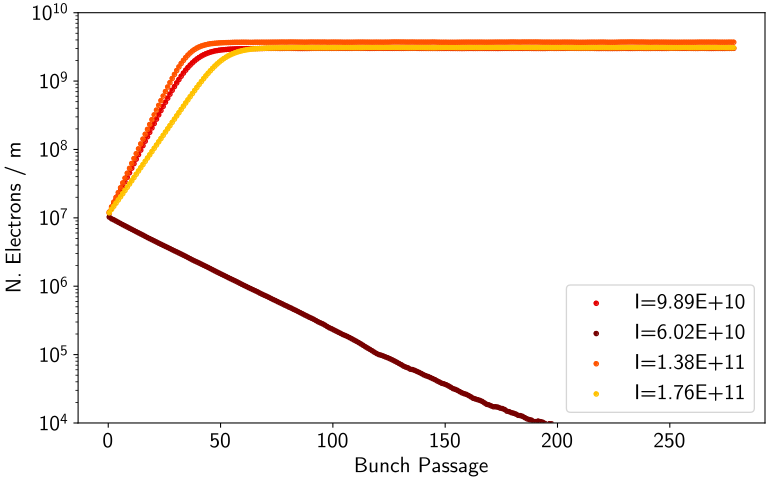 10^10
10^9
10^8
10^7
10^6
10^5
10^4
N. Electrons / m
I=9.89E+10
I=6.02E+10
I=1.38E+11
I=1.76E+11
0 50 100 150 200 250
Bunch Passage